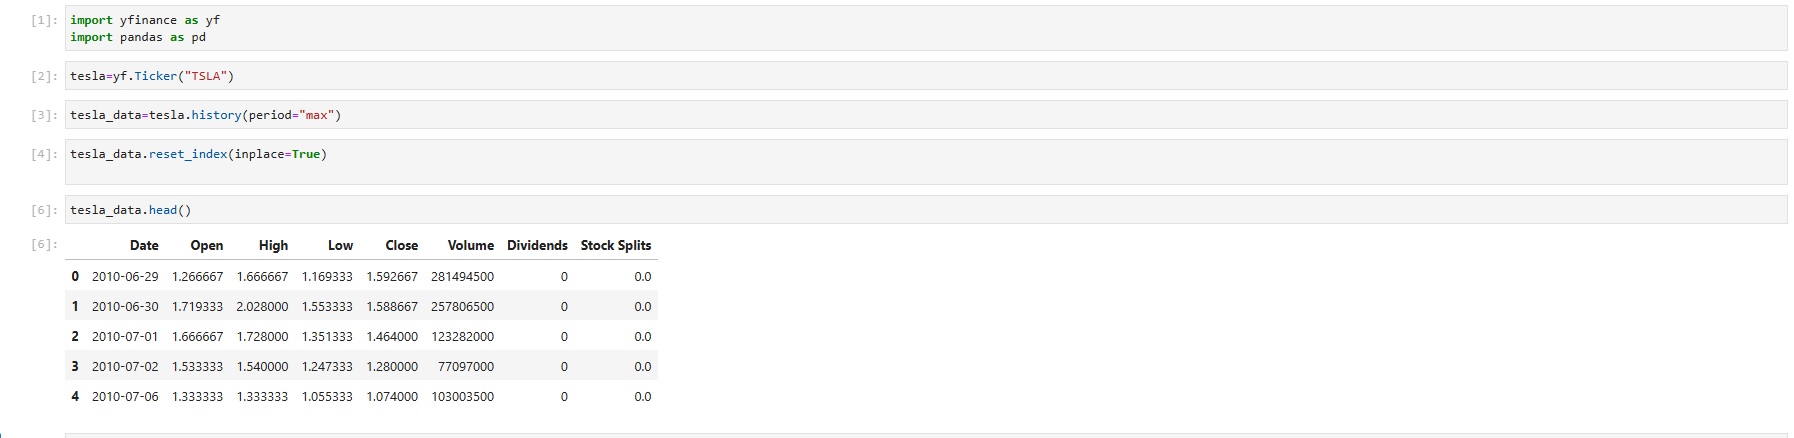 [1]: import yfinance as yf
import pandas as pd
[2]: tesla=yf.Ticker("TSLA")
[3]: tesla_data=tesla.history(period="max")
[4]: tesla_data.reset_index(inplace=True)
[6]: tesla_data.head()
[6]: Date Open High Low Close Volume Dividends Stock Splits
0 2010-06-29 1.266667 1.666667 1.169333 1.592667 281494500 0 0.0
1 2010-06-30 1.719333 2.028000 1.553333 1.588667 257806500 0 0.0
2 2010-07-01 1.666667 1.728000 1.351333 1.464000 123282000 0 0.0
3 2010-07-02 1.533333 1.540000 1.247333 1.280000 77097000 0 0.0
4 2010-07-06 1.333333 1.333333 1.055333 1.074000 103003500 0 0.0